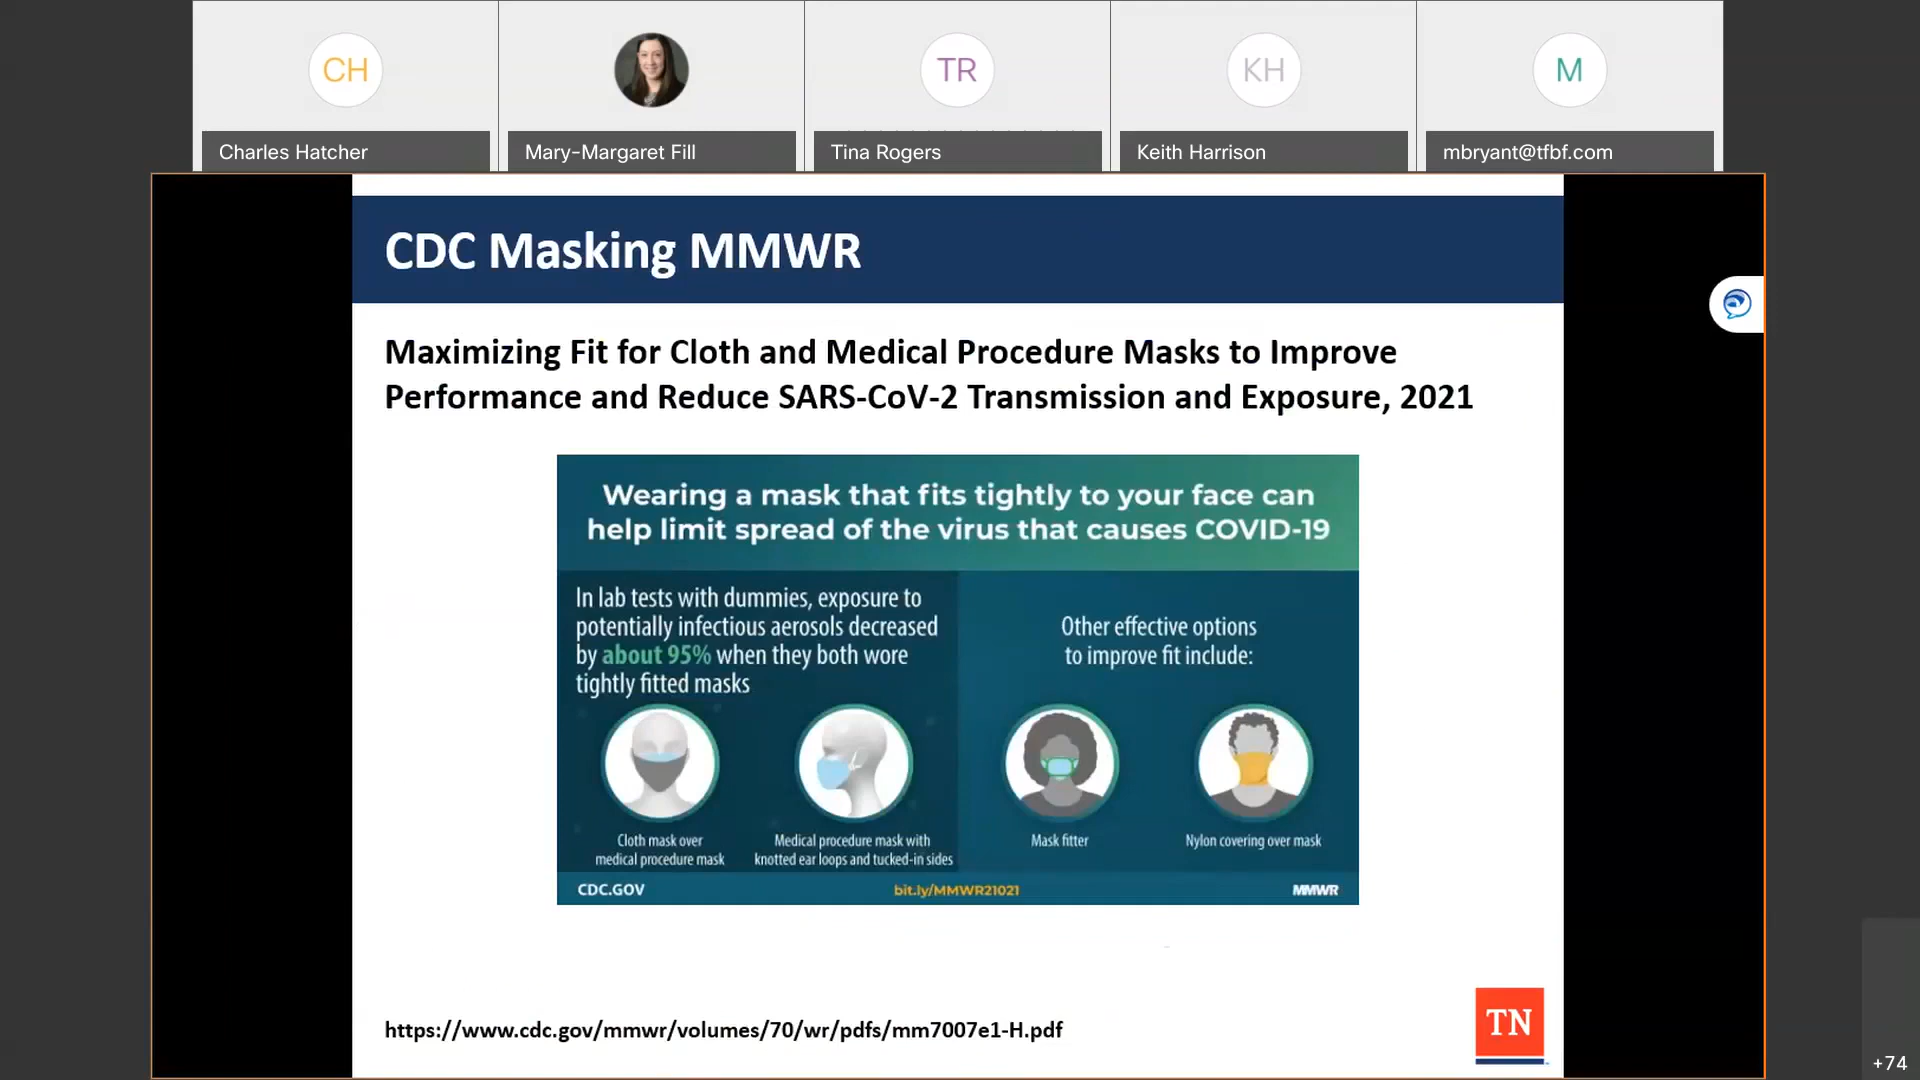 CH
TR
KH
M
Charles Hatcher
Mary-Margaret Fill
Tina Rogers
Keith Harrison
mbryant@tfbf.com
CDC Masking MMWR
Maximizing Fit for Cloth and Medical Procedure Masks to Improve
Performance and Reduce SARS-CoV-2 Transmission and Exposure, 2021
Wearing a mask that fits tightly to your face can
help limit spread of the virus that causes COVID-19
In lab tests with dummies, exposure to
potentially infectious aerosols decreased
by about 95% when they both wore
tightly fitted masks
Cloth mask over
medical procedure mask
Medical procedure mask with
knotted ear loops and tucked-in sides
Other effective options
to improve fit include:
Mask fitter
Nylon covering over mask
CDC.GOV
bit.ly/MMWR21021
MMWR
https://www.cdc.gov/mmwr/volumes/70/wr/pdfs/mm7007e1-H.pdf
TN
+74